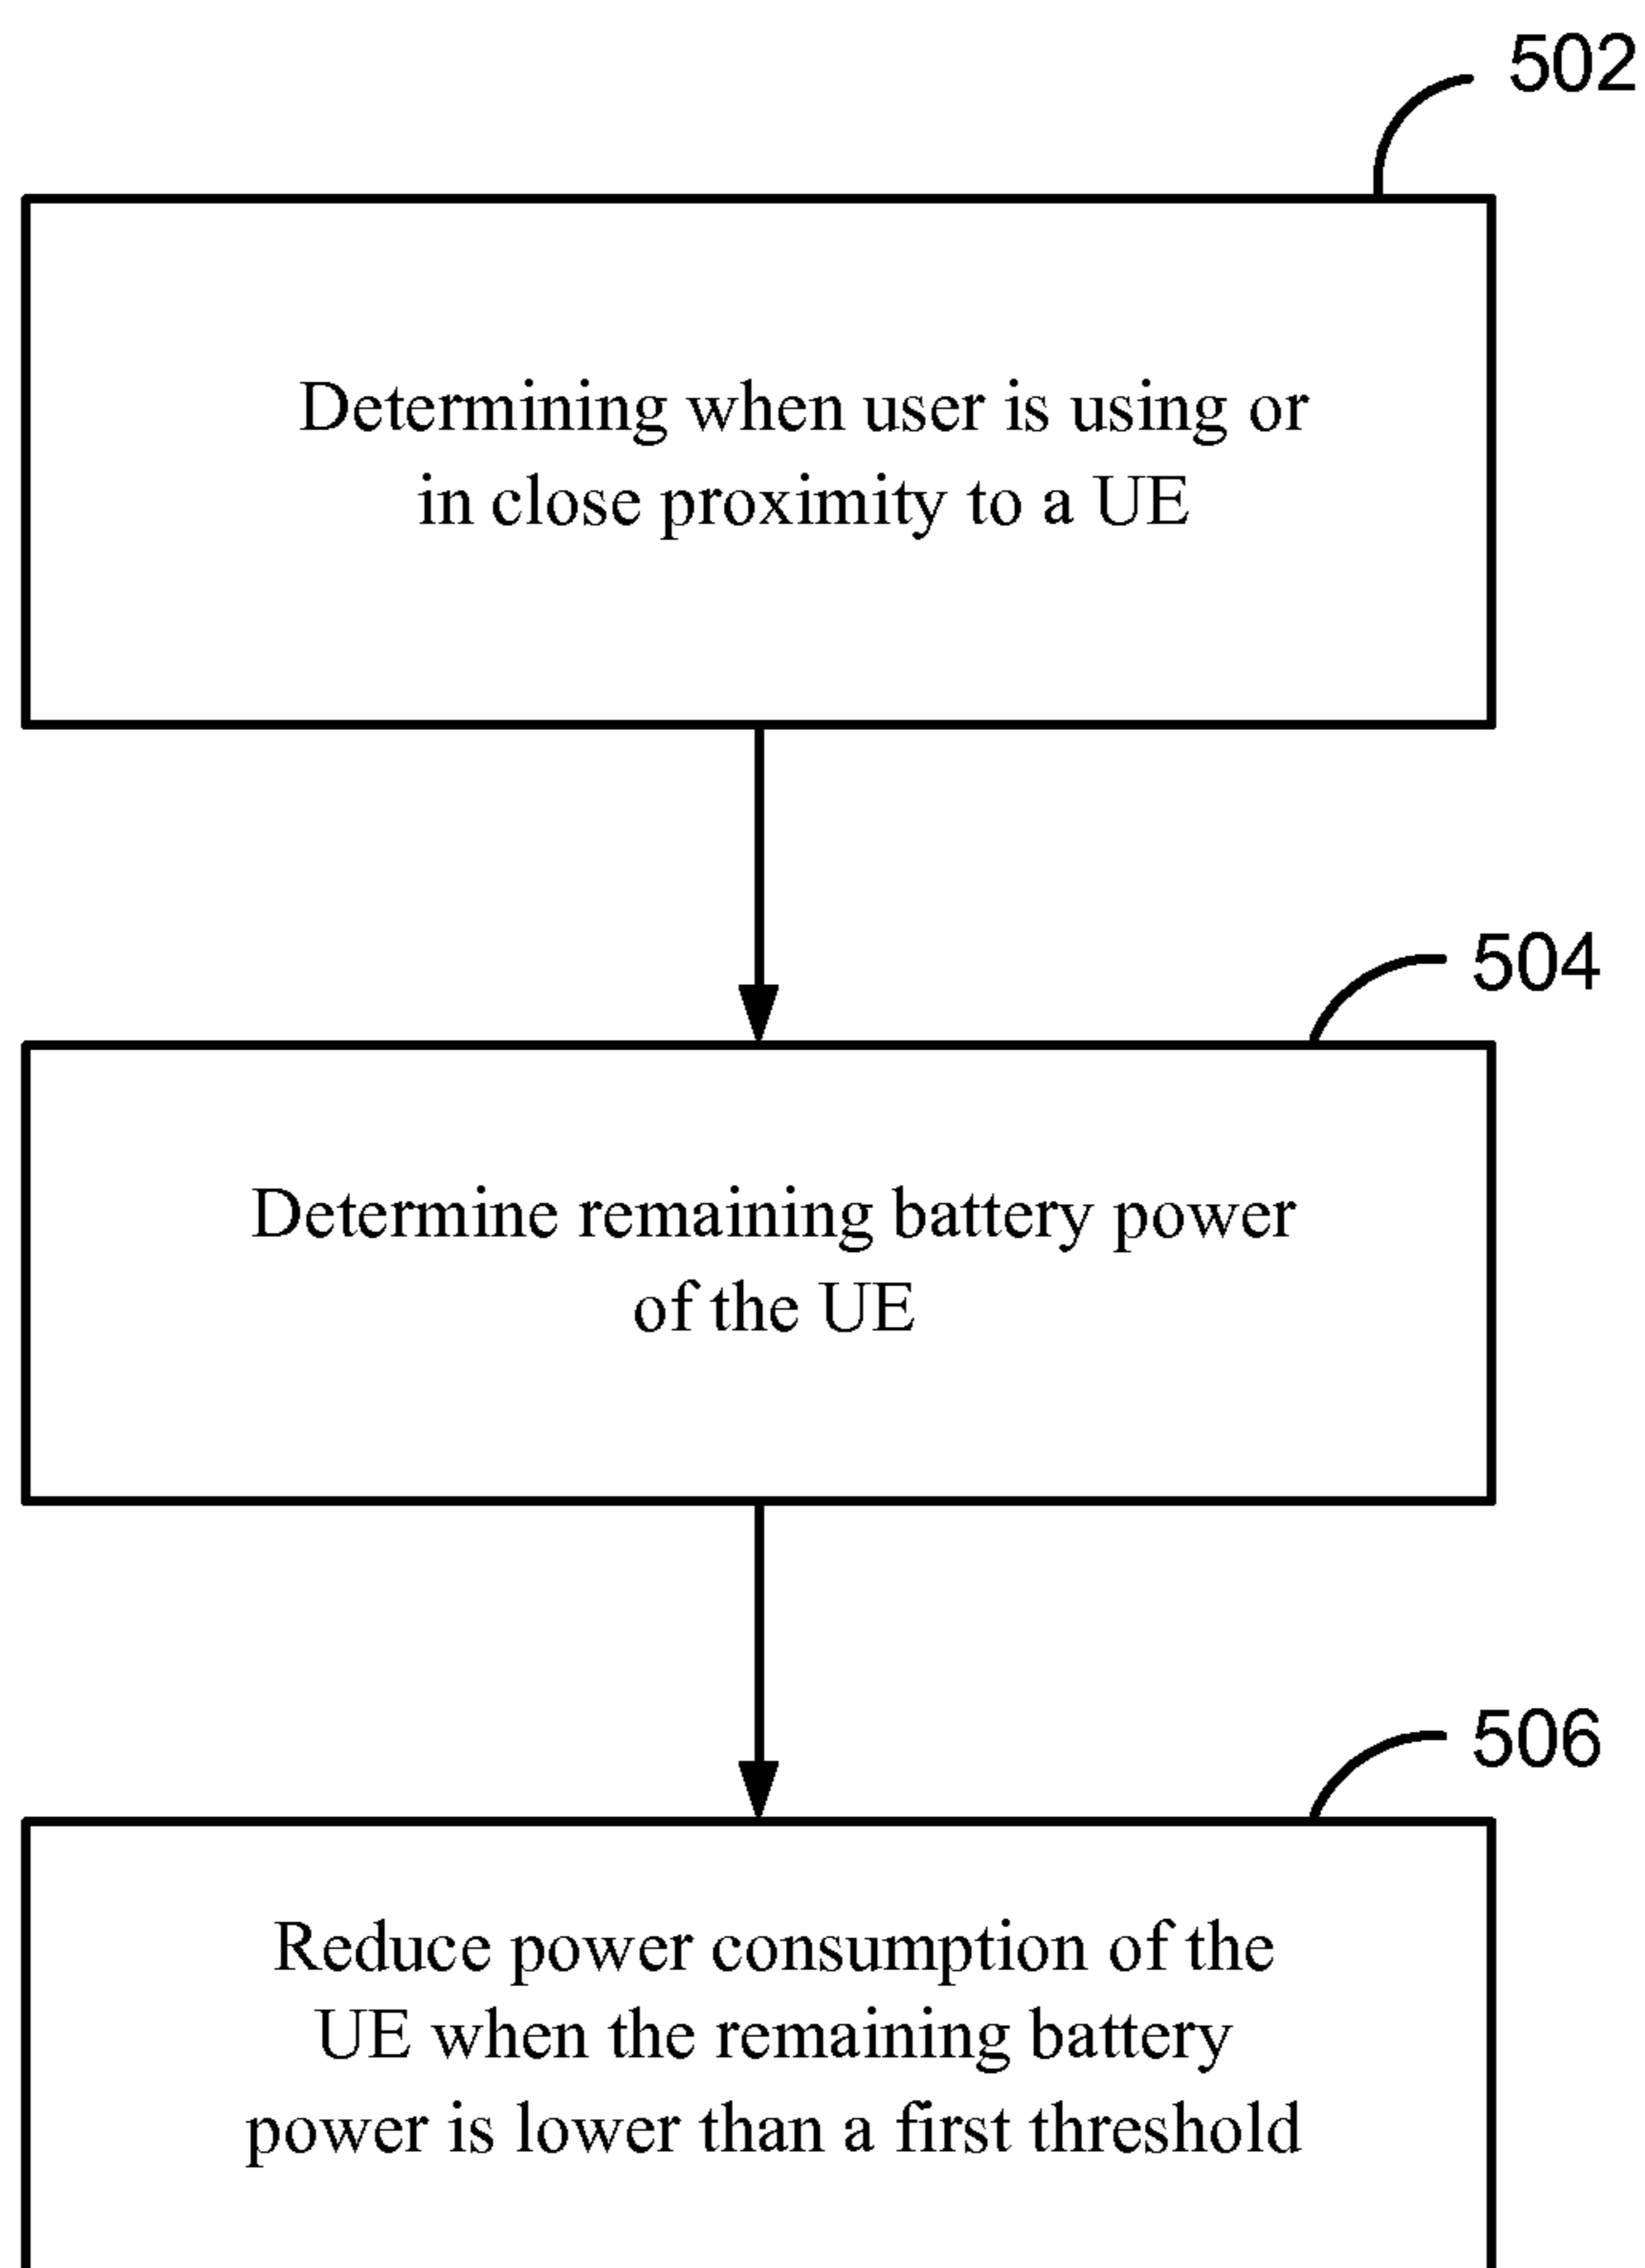 502
Determining when user is using or
in close proximity to a UE
504
Determine remaining battery power
of the UE
506
Reduce power consumption of the
UE when the remaining battery
power is lower than a first threshold